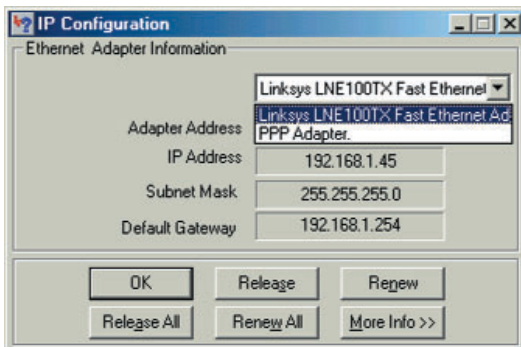 IP Configuration
Ethernet Adapter Information
Linksys LNE100TX Fast Ethernet
Linksys LNE100TX Fast Ethernet Ad
PPP Adapter.
Adapter Address
IP Address 192.168.1.45
Subnet Mask 255.255.255.0
Default Gateway 192.168.1.254
OK Release Renew
Release All Renew All More Info >>